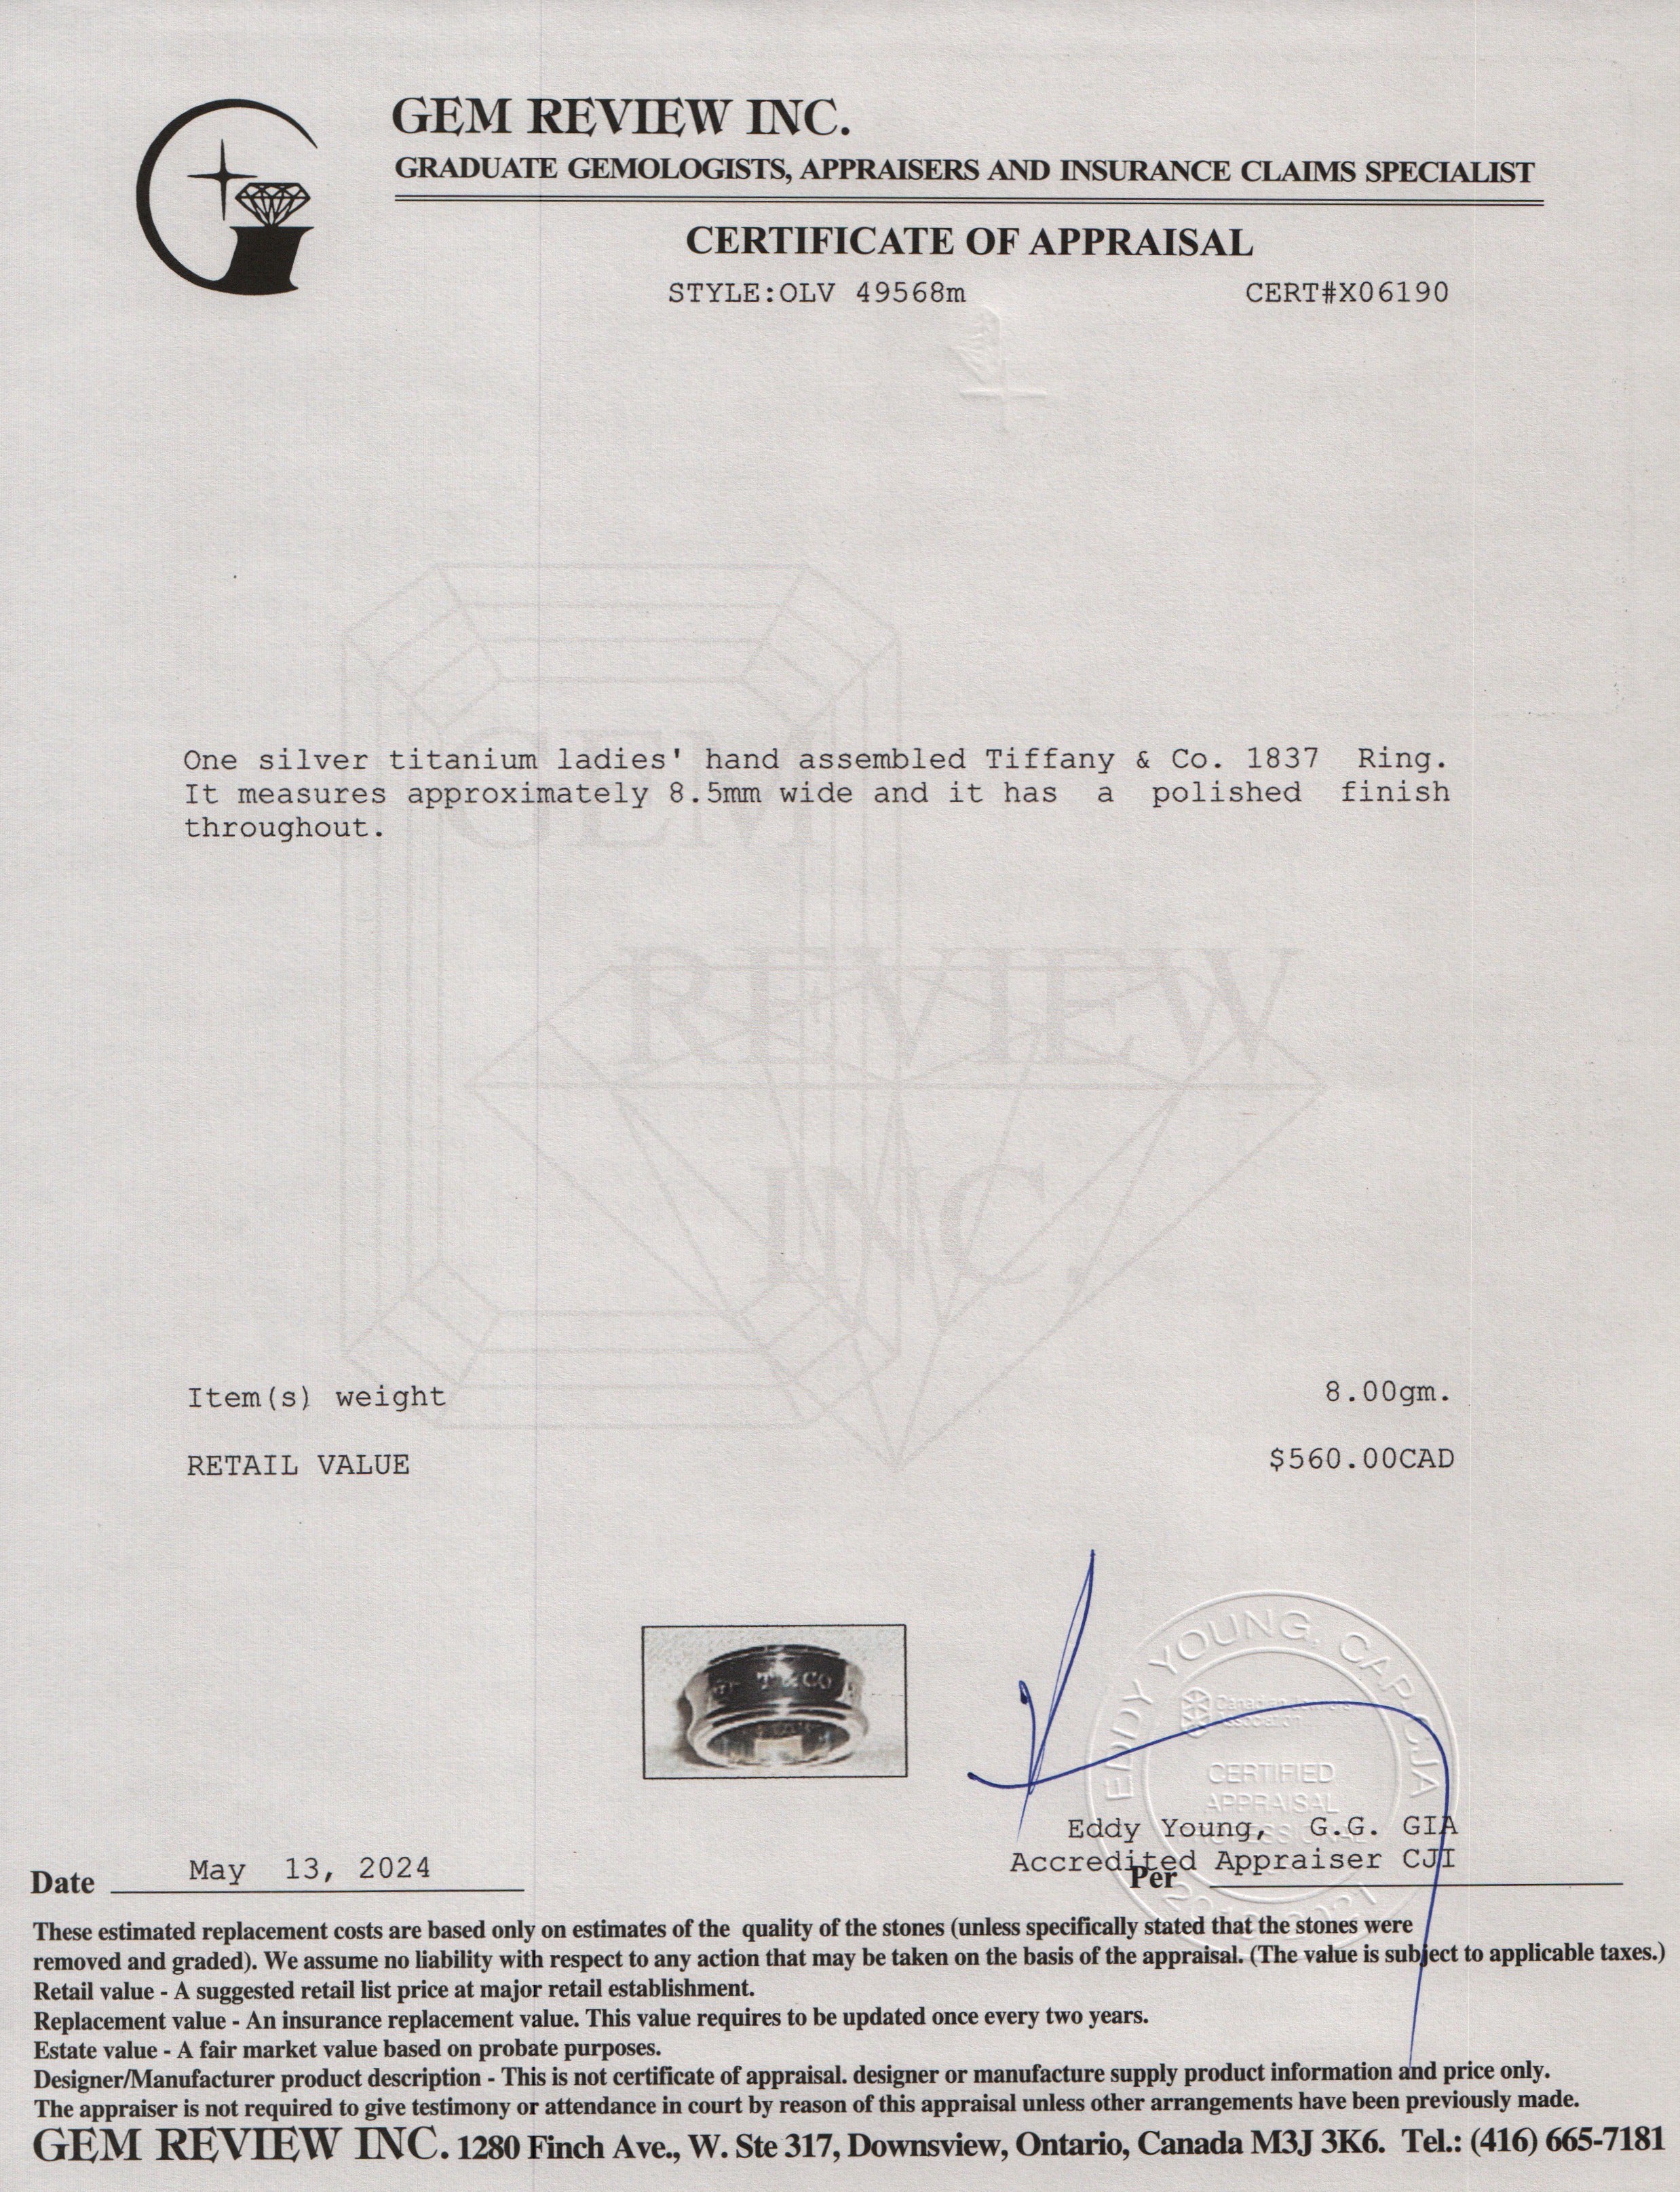 GEM REVIEW INC.
GRADUATE GEMOLOGISTS, APPRAISERS AND INSURANCE CLAIMS SPECIALIST
CERTIFICATE OF APPRAISAL
STYLE:OLV 49568m CERT#X06190
One silver titanium ladies' hand assembled Tiffany & Co. 1837 Ring.
It measures approximately 8.5mm wide and it has a polished finish
throughout.
GEM
REVIEW
INC.
Item(s) weight 8.00gm.
RETAIL VALUE $560.00CAD
T&CO
EDDY YOUNG, CAP CJA
CERTIFIED
APPRAISAL
Eddy Young, G.G. GIA
Accredited Appraiser CJI
Date May 13, 2024 Per
These estimated replacement costs are based only on estimates of the quality of the stones (unless specifically stated that the stones were
removed and graded). We assume no liability with respect to any action that may be taken on the basis of the appraisal. (The value is subject to applicable taxes.)
Retail value - A suggested retail list price at major retail establishment.
Replacement value - An insurance replacement value. This value requires to be updated once every two years.
Estate value - A fair market value based on probate purposes.
Designer/Manufacturer product description - This is not certificate of appraisal. designer or manufacture supply product information and price only.
The appraiser is not required to give testimony or attendance in court by reason of this appraisal unless other arrangements have been previously made.
GEM REVIEW INC. 1280 Finch Ave., W. Ste 317, Downsview, Ontario, Canada M3J 3K6. Tel.: (416) 665-7181